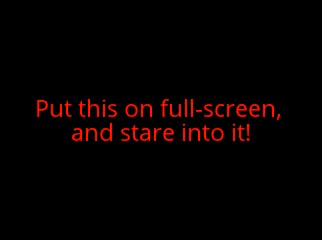 Put this on full-screen,
and stare into it!